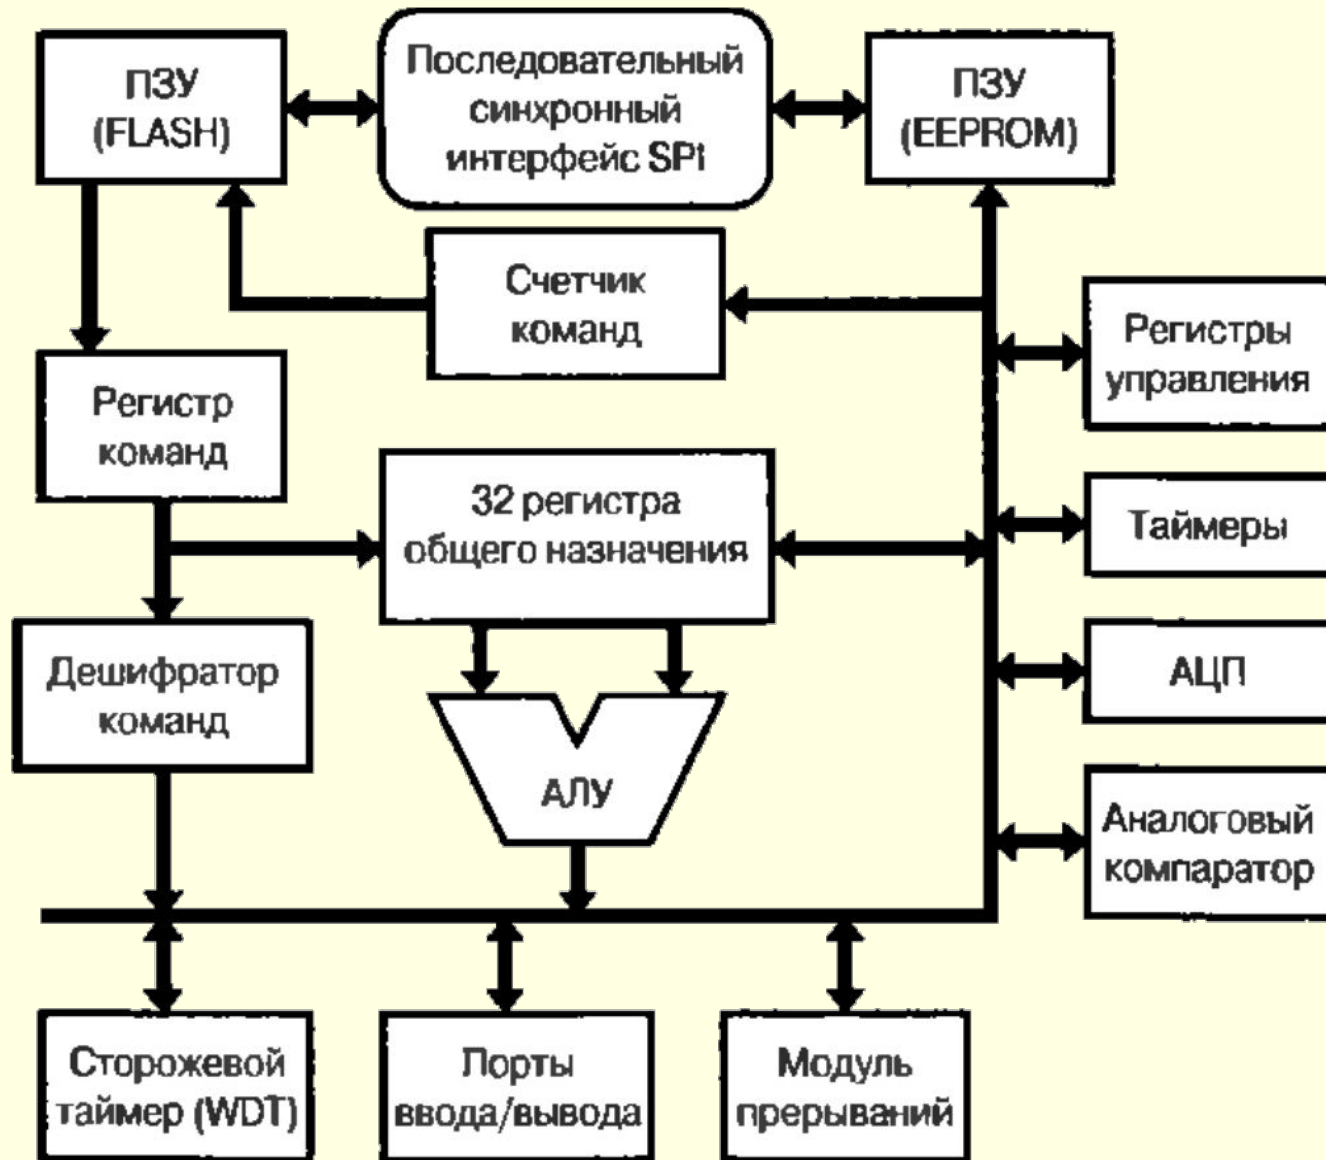 ПЗУ
(FLASH)
Последовательный
синхронный
интерфейс SPI
ПЗУ
(EEPROM)
Счетчик
команд
Регистры
управления
Регистр
команд
32 регистра
общего назначения
Таймеры
Дешифратор
команд
АЦП
АЛУ
Аналоговый
компаратор
Сторожевой
таймер (WDT)
Лорты
ввода/вывода
Модуль
прерываний